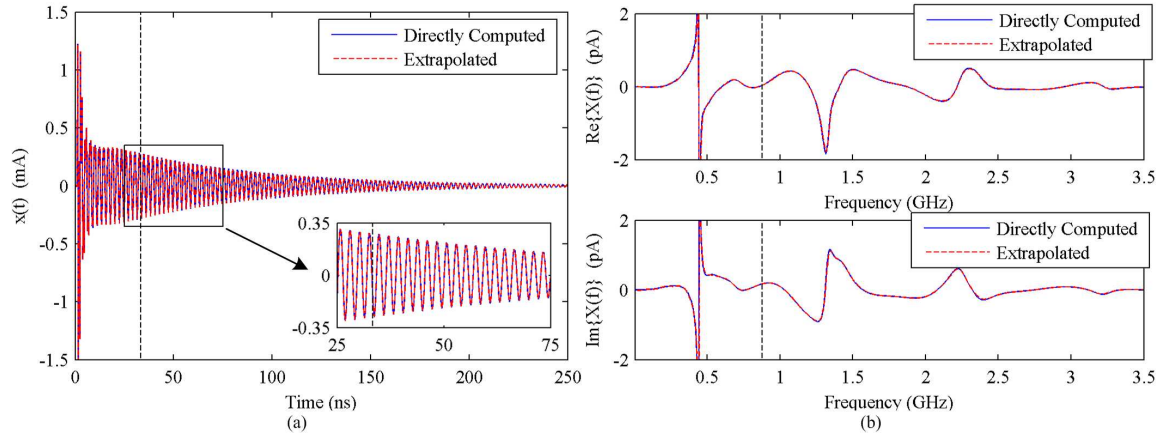 1.5
1
0.5
0
-0.5
-1
-1.5
x(t) (mA)
Directly Computed
Extrapolated
0.35
0
-0.35
25
50
75
0
50
100
150
200
250
Time (ns)
(a)
2
0
-2
Re{X(f)} (pA)
Directly Computed
Extrapolated
0.5
1
1.5
2
2.5
3
3.5
Frequency (GHz)
2
0
-2
Im{X(f)} (pA)
Directly Computed
Extrapolated
0.5
1
1.5
2
2.5
3
3.5
Frequency (GHz)
(b)